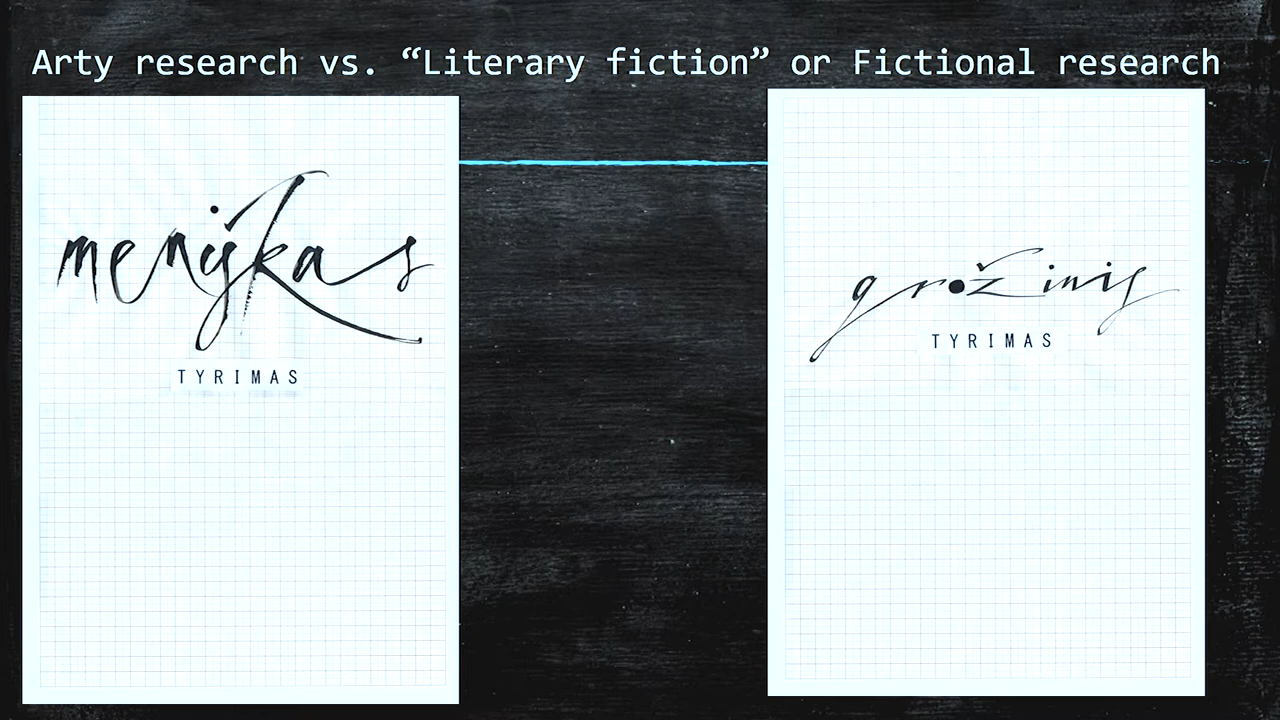 Arty research vs. “Literary fiction” or Fictional research
meniškas
TYRIMAS
grožinis
TYRIMAS